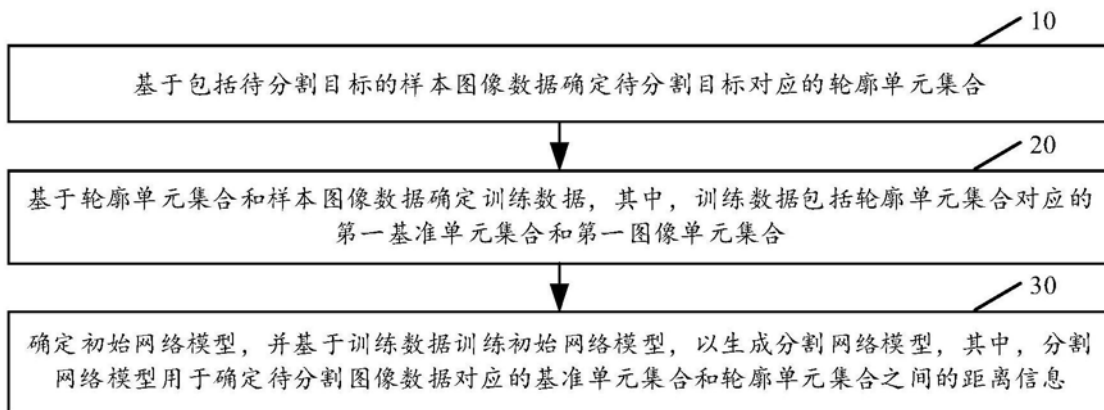 10
基于包括待分割目标的样本图像数据确定待分割目标对应的轮廓单元集合
20
基于轮廓单元集合和样本图像数据确定训练数据，其中，训练数据包括轮廓单元集合对应的
第一基准单元集合和第一图像单元集合
30
确定初始网络模型，并基于训练数据训练初始网络模型，以生成分割网络模型，其中，分割
网络模型用于确定待分割图像数据对应的基准单元集合和轮廓单元集合之间的距离信息